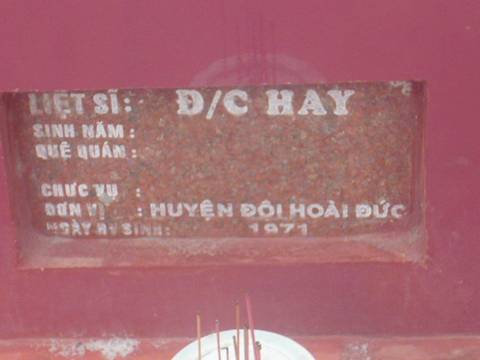 LIỆT SĨ: Đ/C HAY
SINH NĂM :
QUÊ QUÁN :
CHỨC VỤ :
ĐƠN VỊ : HUYỆN ĐỘI HOÀI ĐỨC
NGÀY HY SINH: 1971